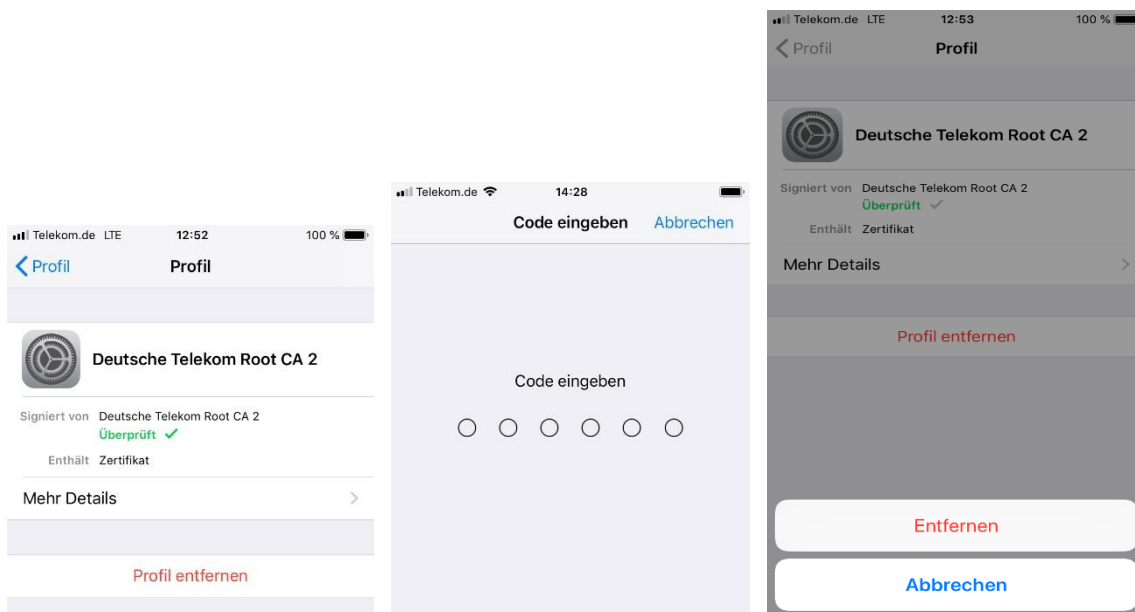 Telekom.de LTE 12:52 100 %
Profil Profil
Deutsche Telekom Root CA 2
Signiert von Deutsche Telekom Root CA 2
Überprüft
Enthält Zertifikat
Mehr Details
Profil entfernen
Telekom.de 14:28
Code eingeben Abbrechen
Code eingeben
Telekom.de LTE 12:53 100 %
Profil Profil
Deutsche Telekom Root CA 2
Signiert von Deutsche Telekom Root CA 2
Überprüft
Enthält Zertifikat
Mehr Details
Profil entfernen
Entfernen
Abbrechen